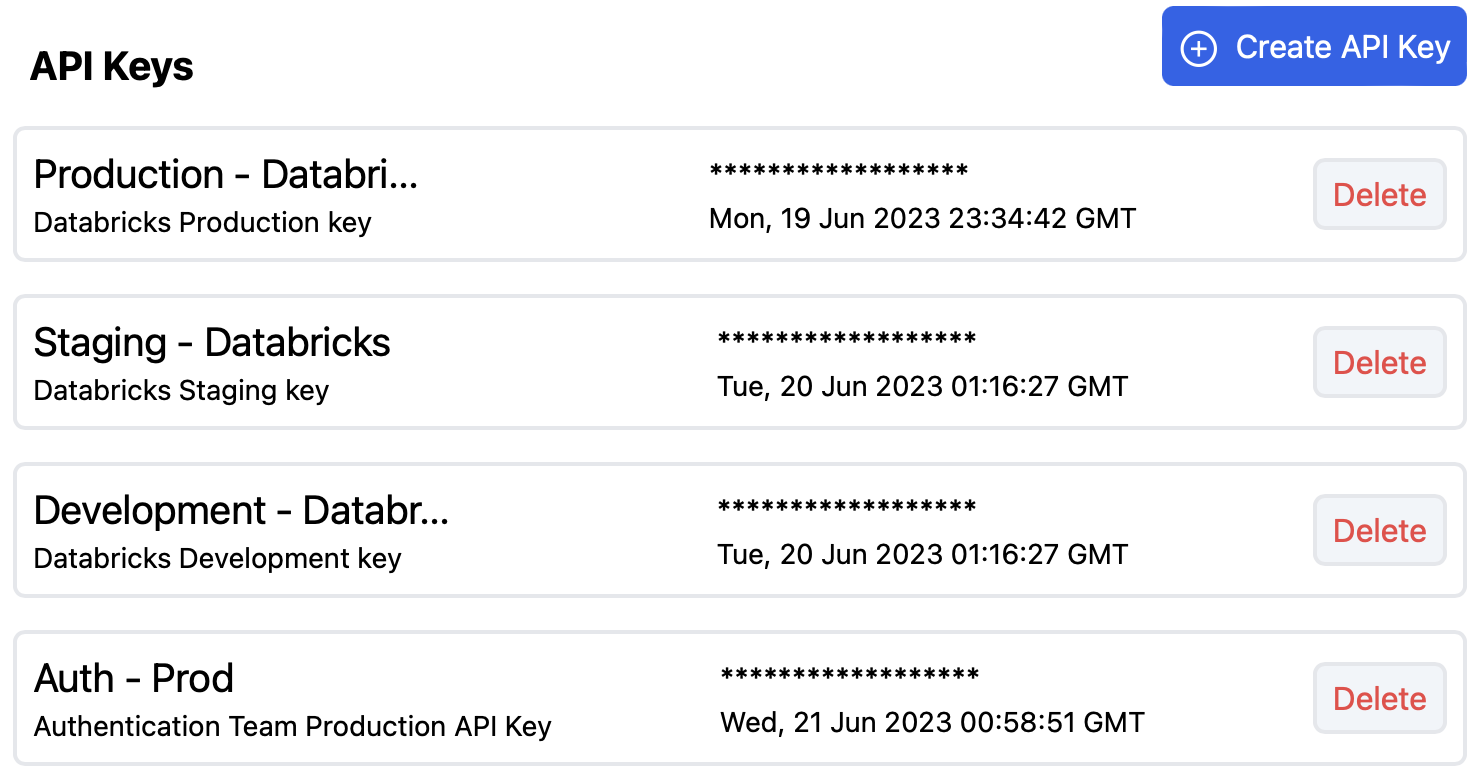 API Keys
Create API Key
Production - Databri...
******************
Databricks Production key
Mon, 19 Jun 2023 23:34:42 GMT
Delete
Staging - Databricks
******************
Databricks Staging key
Tue, 20 Jun 2023 01:16:27 GMT
Delete
Development - Databr...
******************
Databricks Development key
Tue, 20 Jun 2023 01:16:27 GMT
Delete
Auth - Prod
******************
Authentication Team Production API Key
Wed, 21 Jun 2023 00:58:51 GMT
Delete